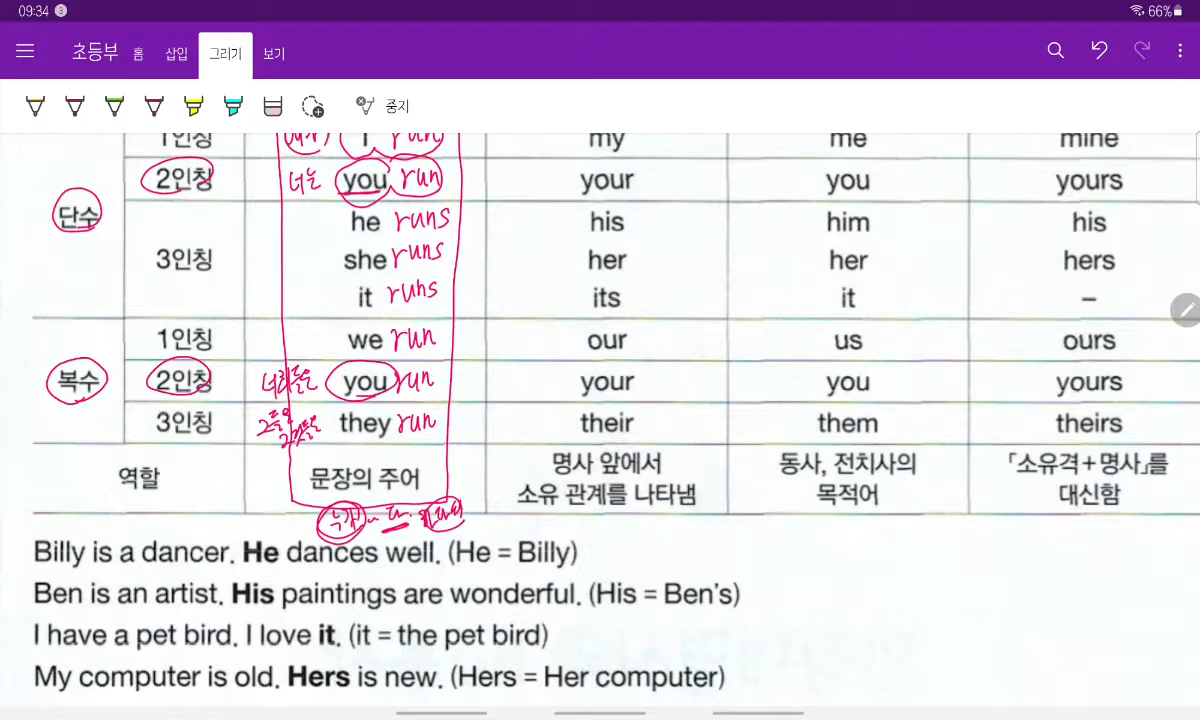 09:34 3 66%
초등부 홈 삽입 그리기 보기
중지
1인칭 I run my me mine
2인칭 너는 you run your you yours
단수
he runs his him his
3인칭 she runs her her hers
it runs its it –
1인칭 we run our us ours
복수 2인칭 너희들은 you run your you yours
3인칭 그들은 they run their them theirs
그것들은
역할 문장의 주어 명사 앞에서 소유 관계를 나타냄 동사, 전치사의 목적어 「소유격+명사」를 대신함
Billy is a dancer. He dances well. (He = Billy)
Ben is an artist. His paintings are wonderful. (His = Ben's)
I have a pet bird. I love it. (it = the pet bird)
My computer is old. Hers is new. (Hers = Her computer)